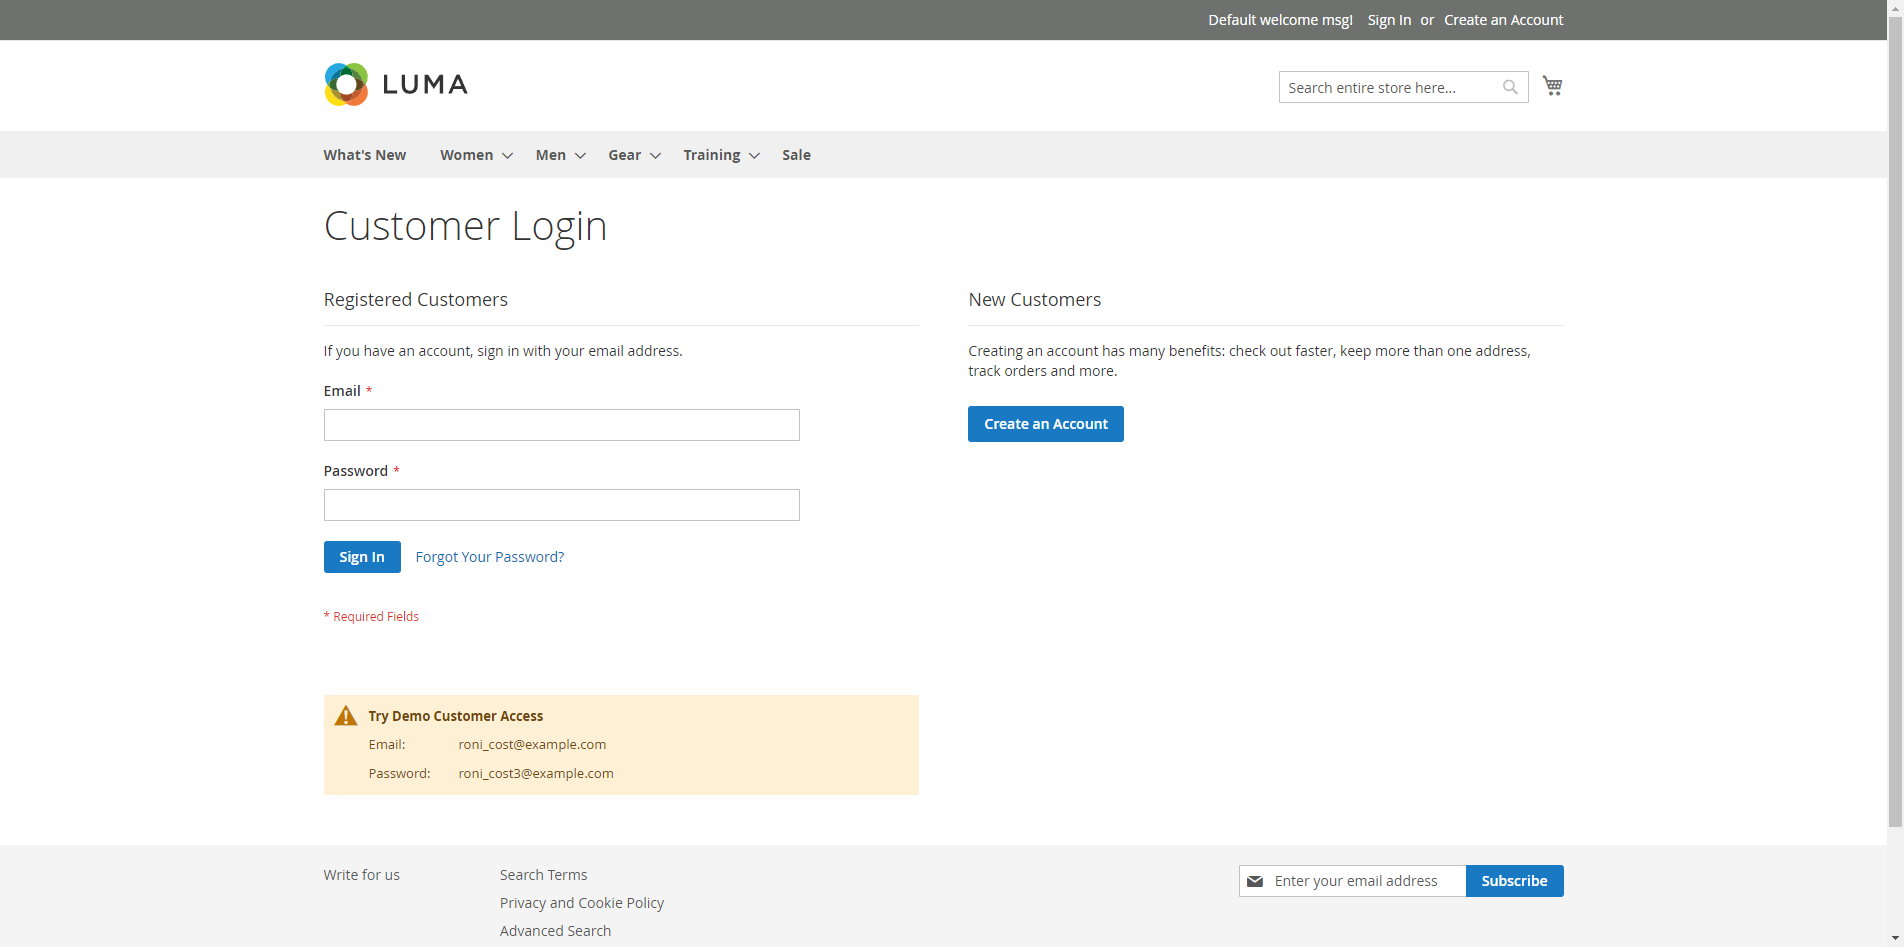 Default welcome msg! Sign In or Create an Account
LUMA
Search entire store here...
What's New Women Men Gear Training Sale
Customer Login
Registered Customers
If you have an account, sign in with your email address.
Email *
Password *
Sign In Forgot Your Password?
* Required Fields
Try Demo Customer Access
Email: roni_cost@example.com
Password: roni_cost3@example.com
New Customers
Creating an account has many benefits: check out faster, keep more than one address,
track orders and more.
Create an Account
Write for us
Search Terms
Privacy and Cookie Policy
Advanced Search
Enter your email address Subscribe